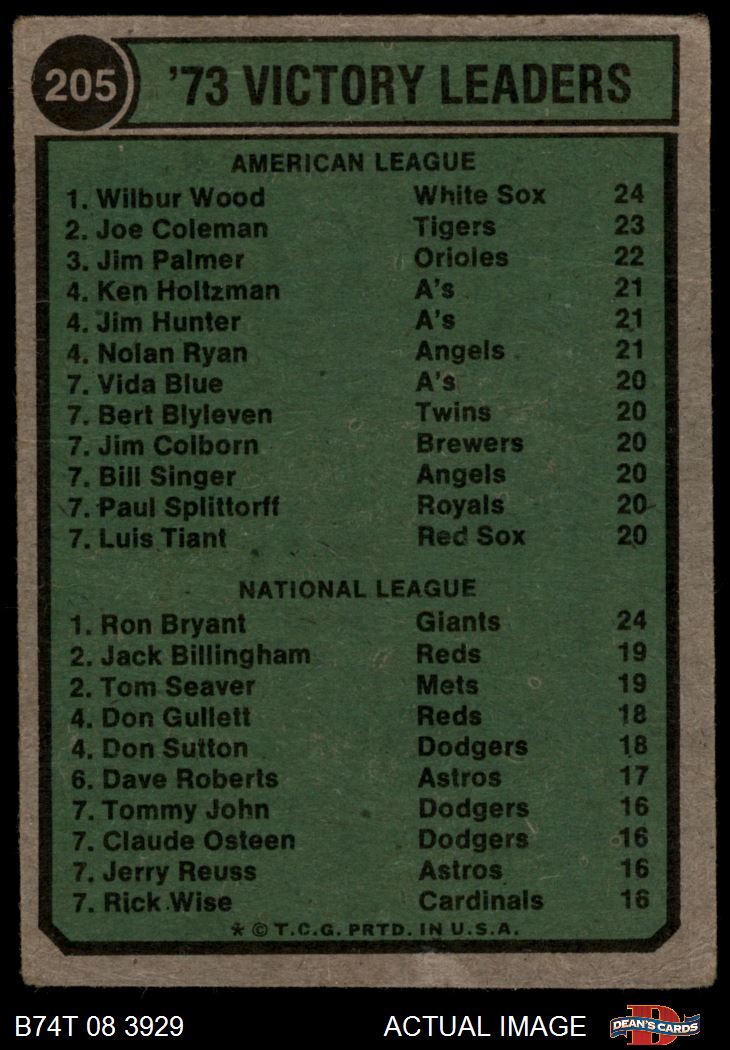 205 '73 VICTORY LEADERS
AMERICAN LEAGUE
1. Wilbur Wood White Sox 24
2. Joe Coleman Tigers 23
3. Jim Palmer Orioles 22
4. Ken Holtzman A's 21
4. Jim Hunter A's 21
4. Nolan Ryan Angels 21
7. Vida Blue A's 20
7. Bert Blyleven Twins 20
7. Jim Colborn Brewers 20
7. Bill Singer Angels 20
7. Paul Splittorff Royals 20
7. Luis Tiant Red Sox 20
NATIONAL LEAGUE
1. Ron Bryant Giants 24
2. Jack Billingham Reds 19
2. Tom Seaver Mets 19
4. Don Gullett Reds 18
4. Don Sutton Dodgers 18
6. Dave Roberts Astros 17
7. Tommy John Dodgers 16
7. Claude Osteen Dodgers 16
7. Jerry Reuss Astros 16
7. Rick Wise Cardinals 16
* © T.C.G. PRTD. IN U.S.A.
B74T 08 3929 ACTUAL IMAGE D DEAN'S CARDS